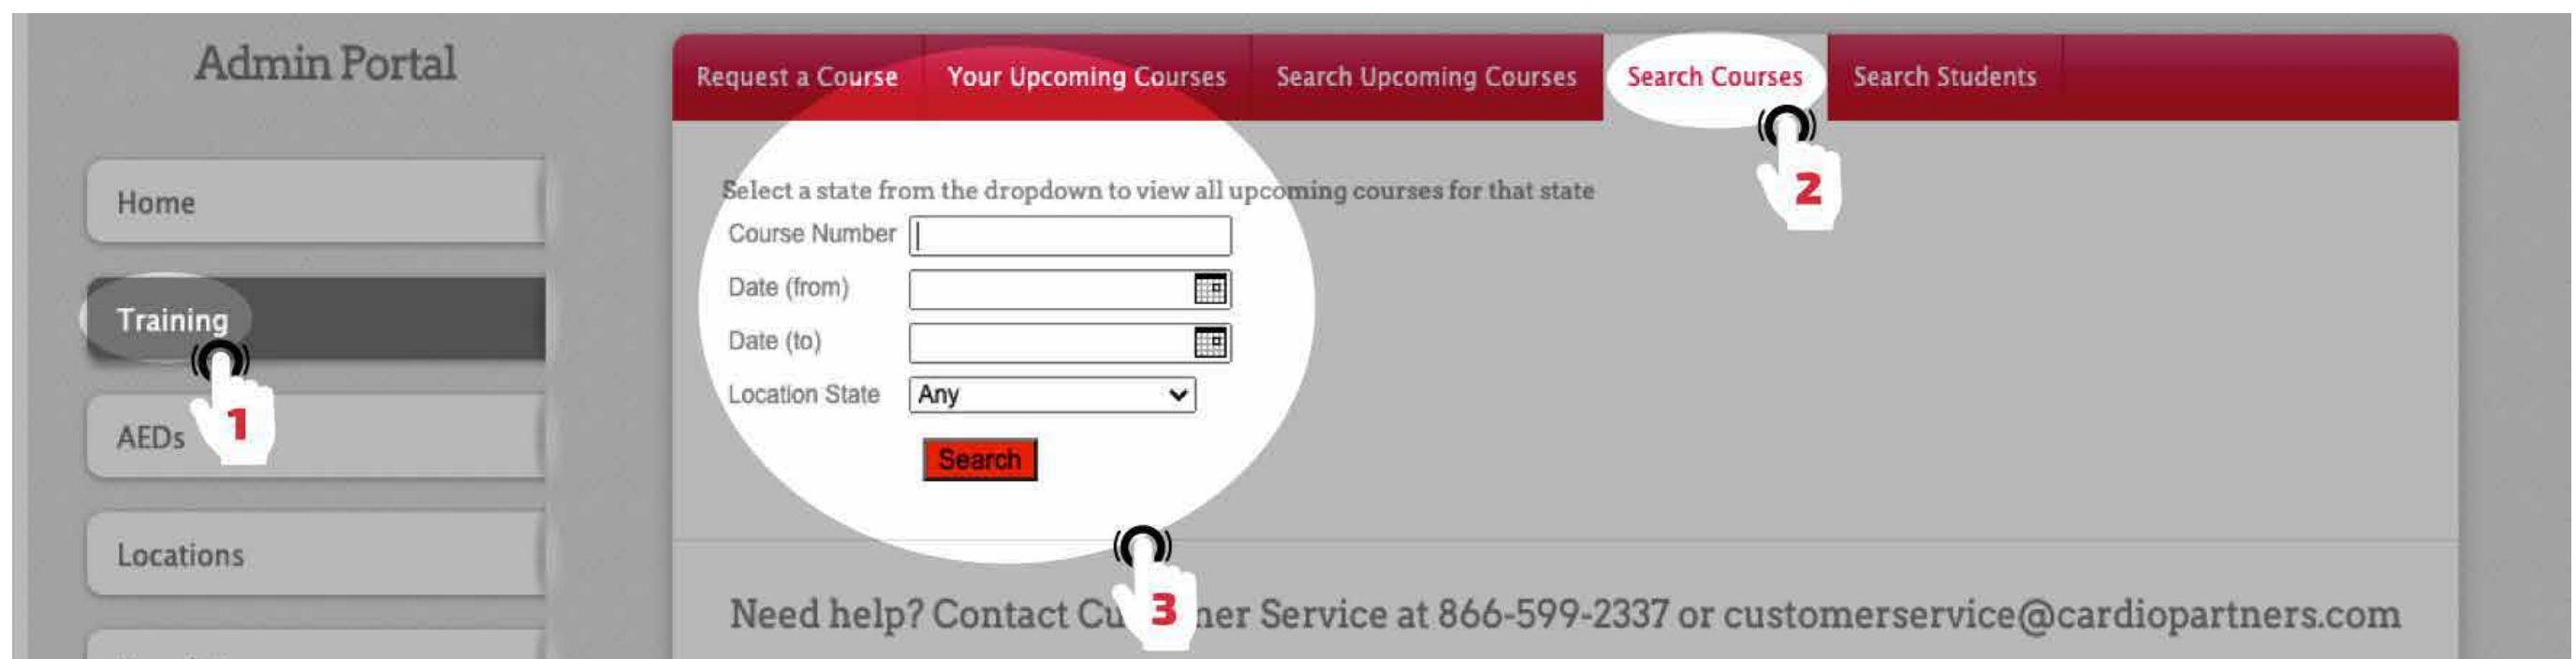 Admin Portal
Home
Training
1
AEDs
Locations
Request a Course
Your Upcoming Courses
Search Upcoming Courses
Search Courses
Search Students
2
Select a state from the dropdown to view all upcoming courses for that state
Course Number
Date (from)
Date (to)
Location State Any
Search
3
Need help? Contact Cu   mer Service at 866-599-2337 or customerservice@cardiopartners.com